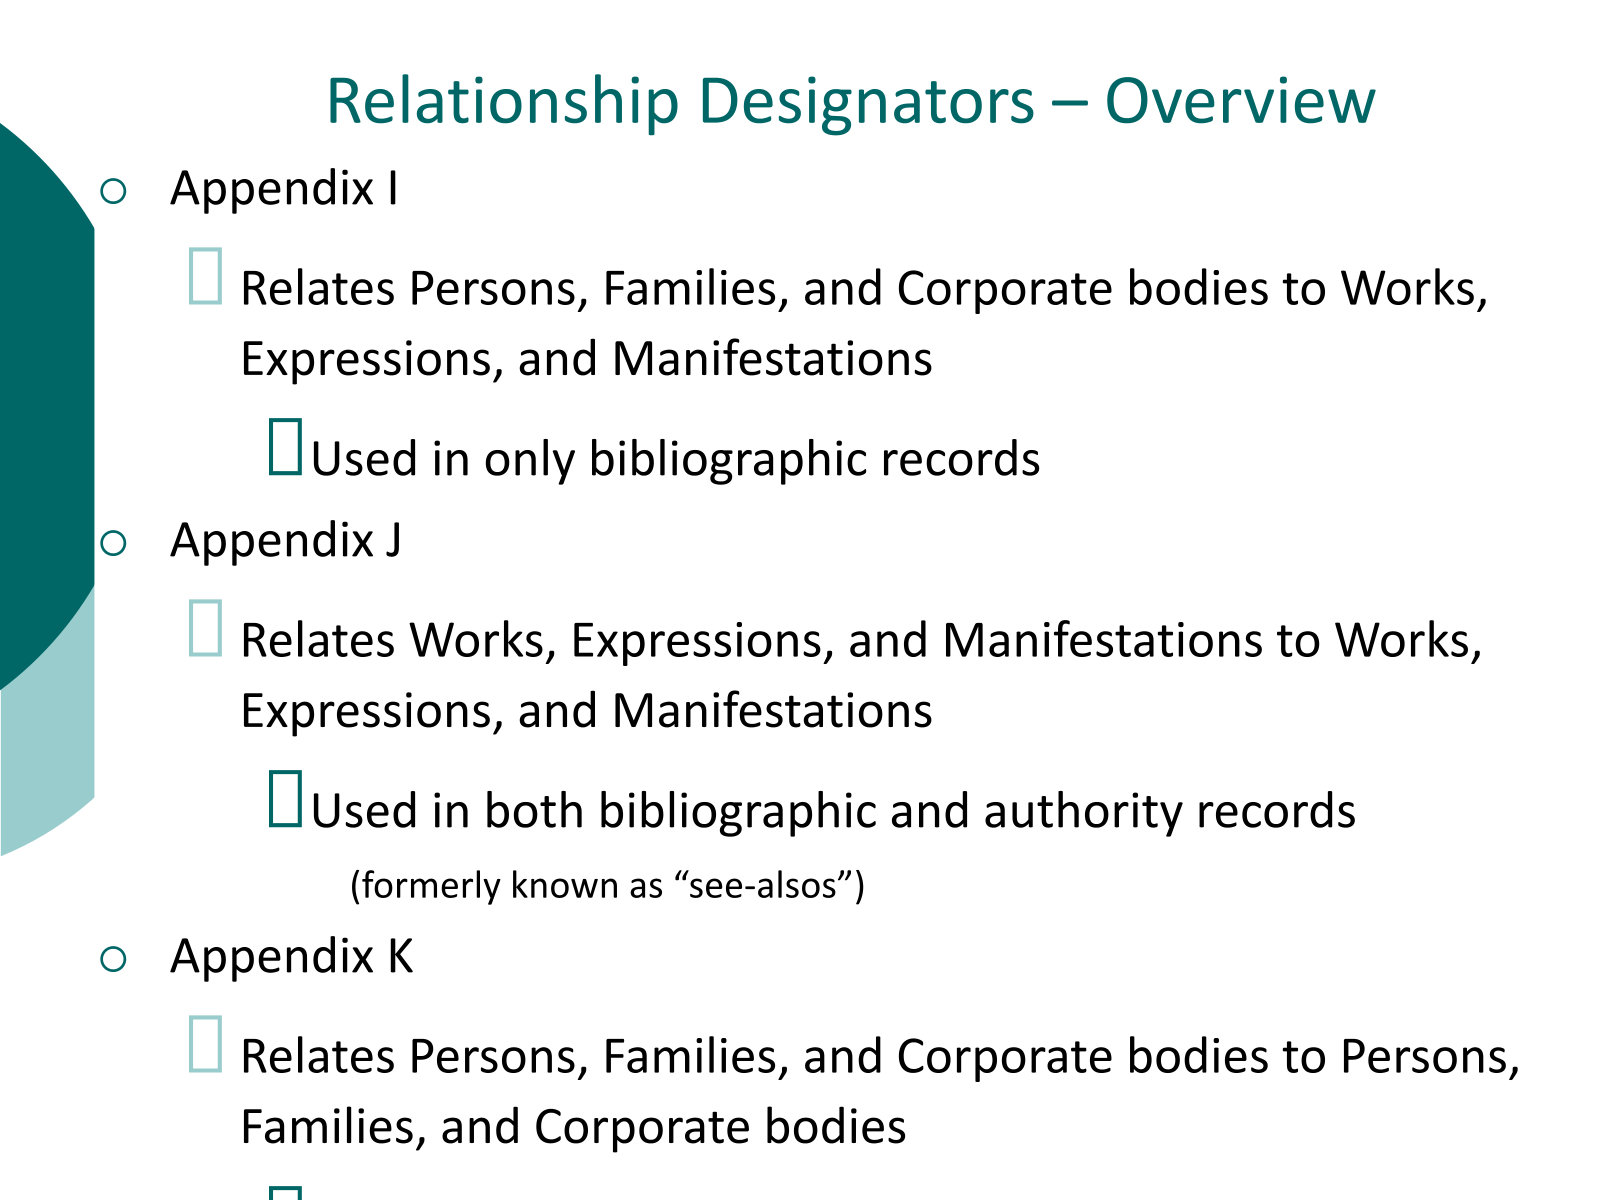 Relationship Designators – Overview
Appendix I
Relates Persons, Families, and Corporate bodies to Works,
Expressions, and Manifestations
Used in only bibliographic records
Appendix J
Relates Works, Expressions, and Manifestations to Works,
Expressions, and Manifestations
Used in both bibliographic and authority records
(formerly known as “see-alsos”)
Appendix K
Relates Persons, Families, and Corporate bodies to Persons,
Families, and Corporate bodies